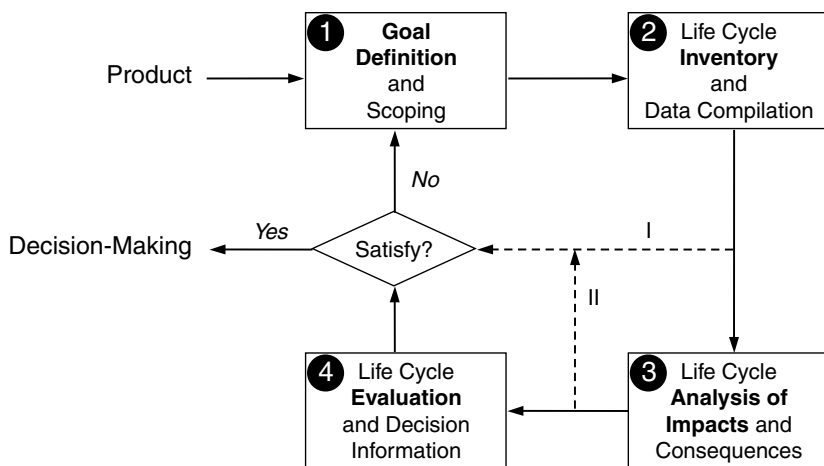 1
Goal
Definition
and
Scoping
2
Life Cycle
Inventory
and
Data Compilation
Product
No
Decision-Making
Yes
Satisfy?
I
II
4
Life Cycle
Evaluation
and Decision
Information
3
Life Cycle
Analysis of
Impacts and
Consequences